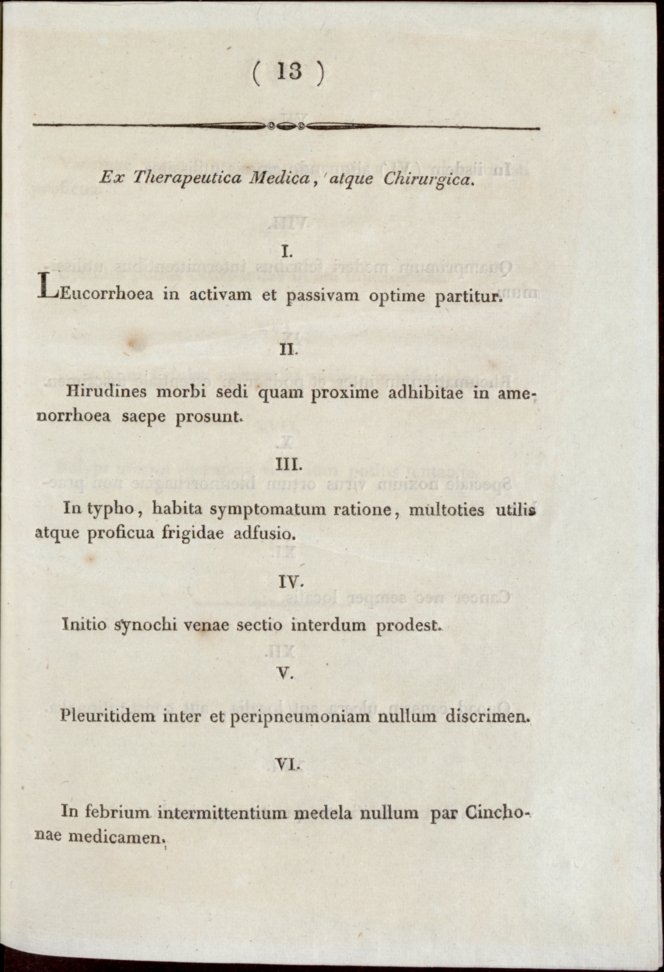 ( 13 )
Ex Therapeutica Medica, atque Chirurgica.
I.
LEucorrhoea in activam et passivam optime partitur.
II.
Hirudines morbi sedi quam proxime adhibitae in ame-
norrhoea saepe prosunt.
III.
In typho, habita symptomatum ratione, multoties utilis
atque proficua frigidae adfusio.
IV.
Initio synochi venae sectio interdum prodest.
V.
Pleuritidem inter et peripneumoniam nullum discrimen.
VI.
In febrium intermittentium medela nullum par Cincho-
nae medicamen.